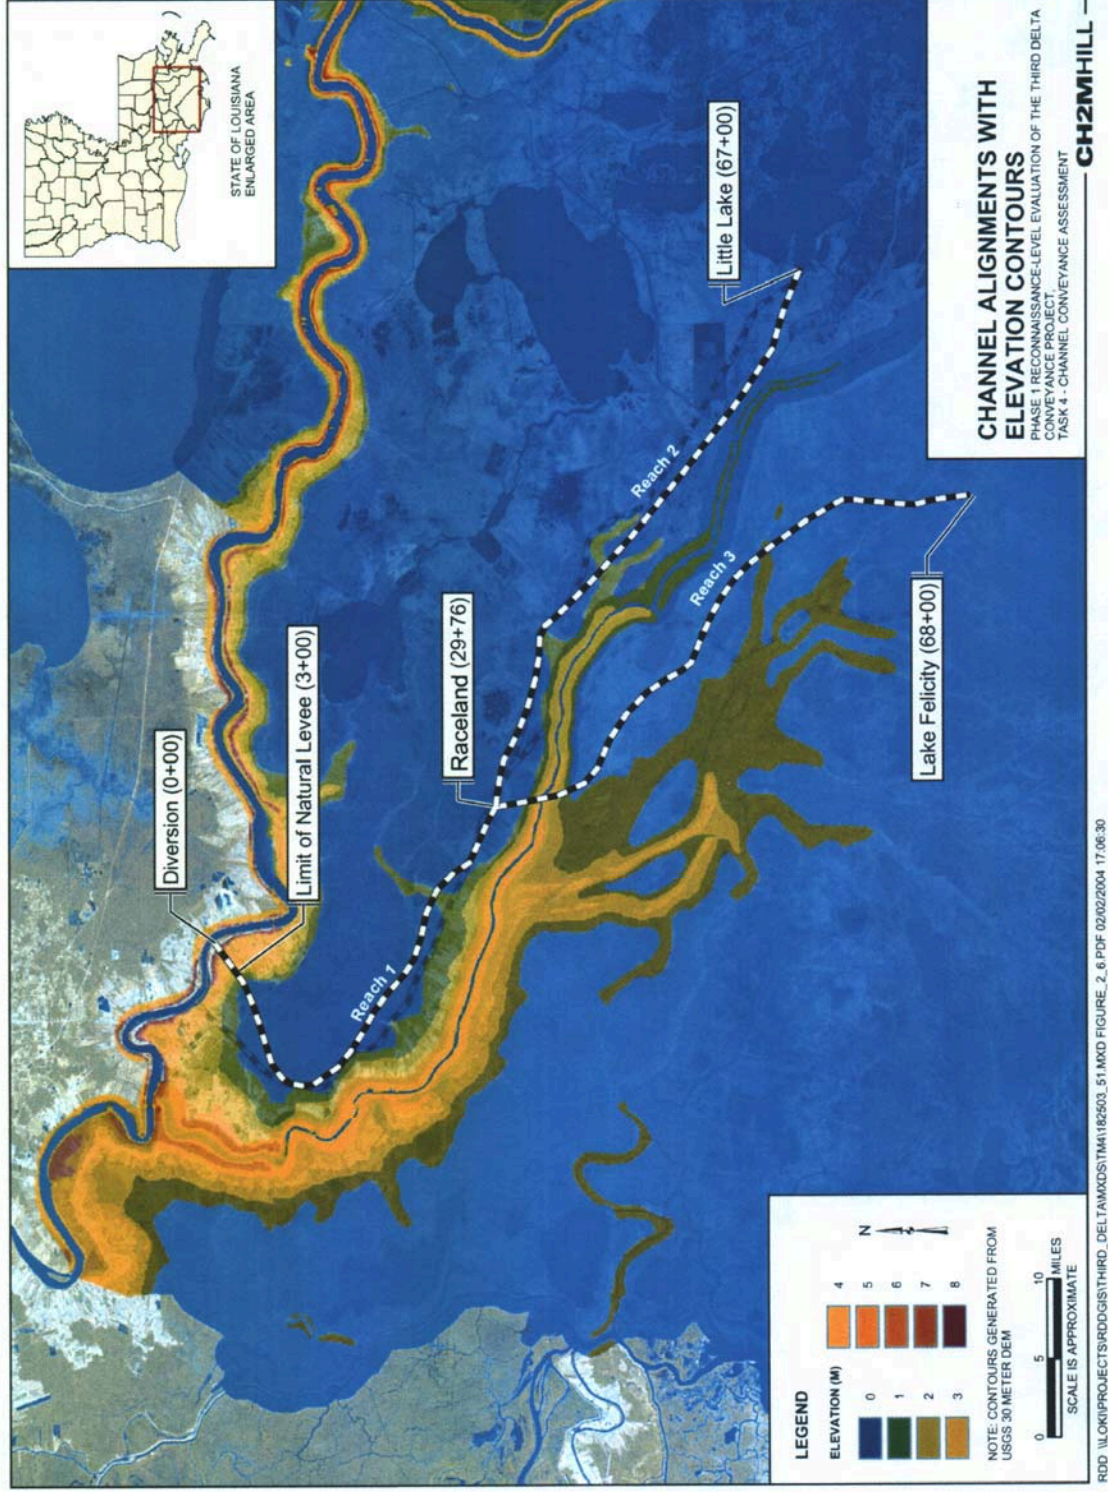 STATE OF LOUISIANA
ENLARGED AREA
Diversion (0+00)
Limit of Natural Levee (3+00)
Raceland (29+76)
Little Lake (67+00)
Reach 1
Reach 2
Reach 3
Lake Felicity (68+00)
LEGEND
ELEVATION (M)
0
1
2
3
4
5
6
7
8
N
NOTE: CONTOURS GENERATED FROM
USGS 30 METER DEM
0 5 10
MILES
SCALE IS APPROXIMATE
CHANNEL ALIGNMENTS WITH
ELEVATION CONTOURS
PHASE 1 RECONNAISSANCE-LEVEL EVALUATION OF THE THIRD DELTA
CONVEYANCE PROJECT,
TASK 4 - CHANNEL CONVEYANCE ASSESSMENT
CH2MHILL
RDD \\LOKI\PROJECTS\RDDGIS\THIRD_DELTA\MXDS\TM4\182503_51.MXD FIGURE_2_6.PDF 02/02/2004 17:06:30